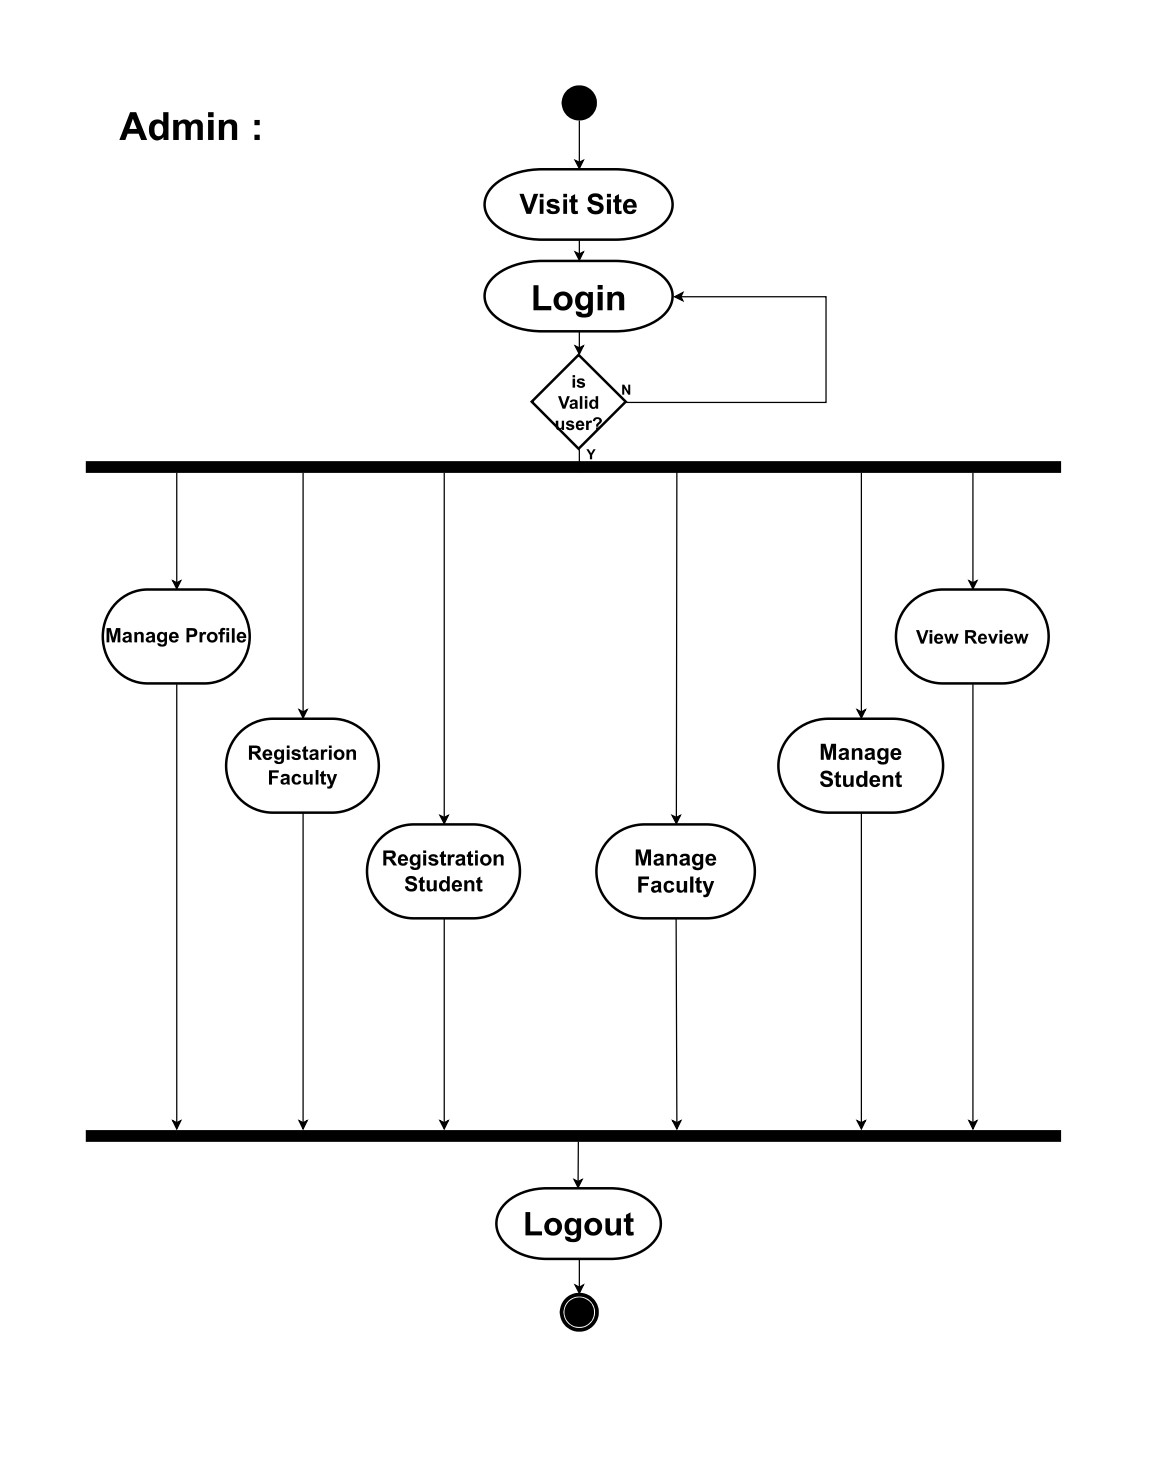 Admin :
Visit Site
Login
is
Valid
user?
N
Y
Manage Profile
View Review
Registarion
Faculty
Manage
Student
Registration
Student
Manage
Faculty
Logout